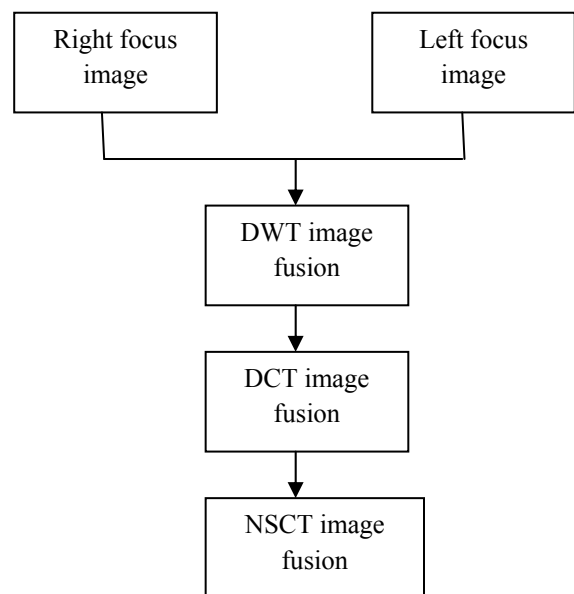 Right focus
image
Left focus
image
DWT image
fusion
DCT image
fusion
NSCT image
fusion